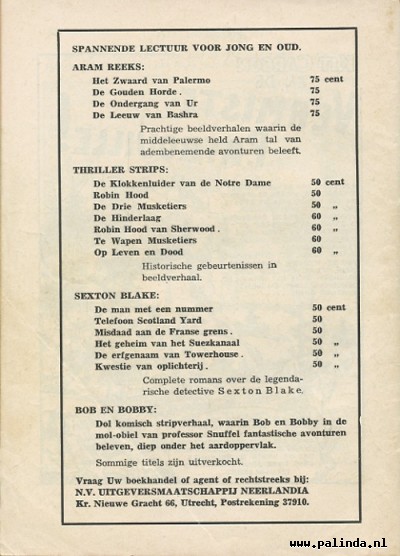 SPANNENDE LECTUUR VOOR JONG EN OUD.
ARAM REEKS:
Het Zwaard van Palermo 75 cent
De Gouden Horde . 75
De Ondergang van Ur 75
De Leeuw van Bashra 75
Prachtige beeldverhalen waarin de
middeleeuwse held Aram tal van
adembenemende avonturen beleeft.
THRILLER STRIPS:
De Klokkenluider van de Notre Dame 50 cent
Robin Hood 50
De Drie Musketiers 50 „
De Hinderlaag 60 „
Robin Hood van Sherwood . 60 „
Te Wapen Musketiers 60
Op Leven en Dood 60 „
Historische gebeurtenissen in
beeldverhaal.
SEXTON BLAKE:
De man met een nummer 50 cent
Telefoon Scotland Yard 50
Misdaad aan de Franse grens . 50
Het geheim van het Suezkanaal 50 „
De erfgenaam van Towerhouse . 50 „
Kwestie van oplichterij . 50 „
Complete romans over de legenda-
rische detective Sexton Blake.
BOB EN BOBBY:
Dol komisch stripverhaal, waarin Bob en Bobby in de
mol-obiel van professor Snuffel fantastische avonturen
beleven, diep onder het aardoppervlak.
Sommige titels zijn uitverkocht.
Vraag Uw boekhandel of agent of rechtstreeks bij:
N.V. UITGEVERSMAATSCHAPPIJ NEERLANDIA
Kr. Nieuwe Gracht 66, Utrecht, Postrekening 37910.
www.palinda.nl